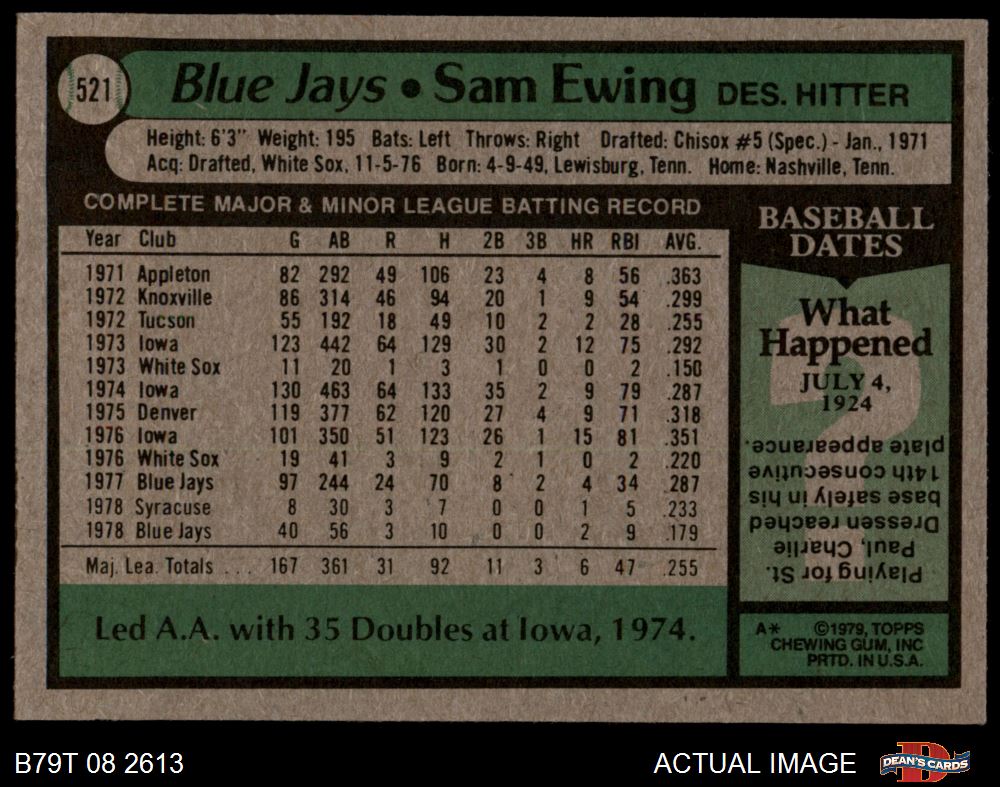 521
Blue Jays • Sam Ewing DES. HITTER
Height: 6'3" Weight: 195 Bats: Left Throws: Right Drafted: Chisox #5 (Spec.) - Jan., 1971
Acq: Drafted, White Sox, 11-5-76 Born: 4-9-49, Lewisburg, Tenn. Home: Nashville, Tenn.
COMPLETE MAJOR & MINOR LEAGUE BATTING RECORD
Year Club G AB R H 2B 3B HR RBI AVG.
1971 Appleton 82 292 49 106 23 4 8 56 .363
1972 Knoxville 86 314 46 94 20 1 9 54 .299
1972 Tucson 55 192 18 49 10 2 2 28 .255
1973 Iowa 123 442 64 129 30 2 12 75 .292
1973 White Sox 11 20 1 3 1 0 0 2 .150
1974 Iowa 130 463 64 133 35 2 9 79 .287
1975 Denver 119 377 62 120 27 4 9 71 .318
1976 Iowa 101 350 51 123 26 1 15 81 .351
1976 White Sox 19 41 3 9 2 1 0 2 .220
1977 Blue Jays 97 244 24 70 8 2 4 34 .287
1978 Syracuse 8 30 3 7 0 0 1 5 .233
1978 Blue Jays 40 56 3 10 0 0 2 9 .179
Maj. Lea. Totals . . . 167 361 31 92 11 3 6 47 .255
Led A.A. with 35 Doubles at Iowa, 1974.
BASEBALL
DATES
What
Happened
JULY 4,
1924
Playing for St.
Paul, Charlie
Dressen reached
base safely in his
14th consecutive
plate appearance.
A* ©1979, TOPPS
CHEWING GUM, INC
PRTD. IN U.S.A.
B79T 08 2613
ACTUAL IMAGE
DEAN'S CARDS